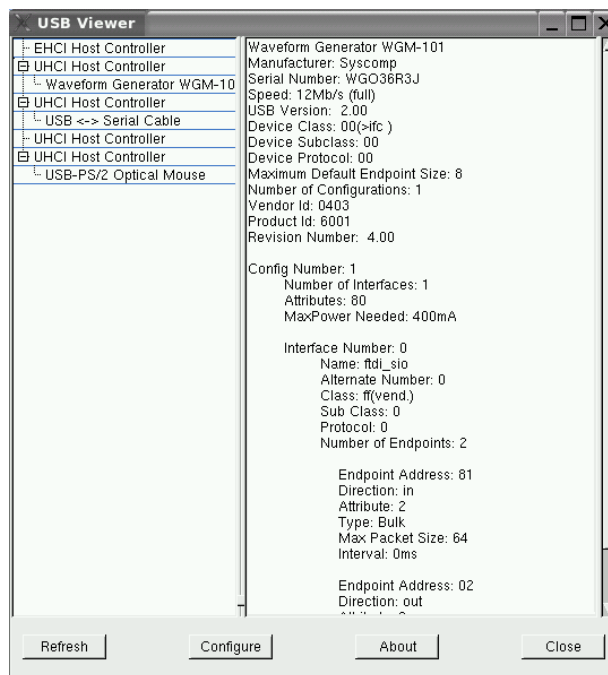 USB Viewer
EHCI Host Controller
UHCI Host Controller
Waveform Generator WGM-10
UHCI Host Controller
USB <-> Serial Cable
UHCI Host Controller
UHCI Host Controller
USB-PS/2 Optical Mouse
Waveform Generator WGM-101
Manufacturer: Syscomp
Serial Number: WGO36R3J
Speed: 12Mb/s (full)
USB Version:  2.00
Device Class: 00(>ifc )
Device Subclass: 00
Device Protocol: 00
Maximum Default Endpoint Size: 8
Number of Configurations: 1
Vendor Id: 0403
Product Id: 6001
Revision Number:  4.00
Config Number: 1
Number of Interfaces: 1
Attributes: 80
MaxPower Needed: 400mA
Interface Number: 0
Name: ftdi_sio
Alternate Number: 0
Class: ff(vend.)
Sub Class: 0
Protocol: 0
Number of Endpoints: 2
Endpoint Address: 81
Direction: in
Attribute: 2
Type: Bulk
Max Packet Size: 64
Interval: 0ms
Endpoint Address: 02
Direction: out
Refresh Configure About Close